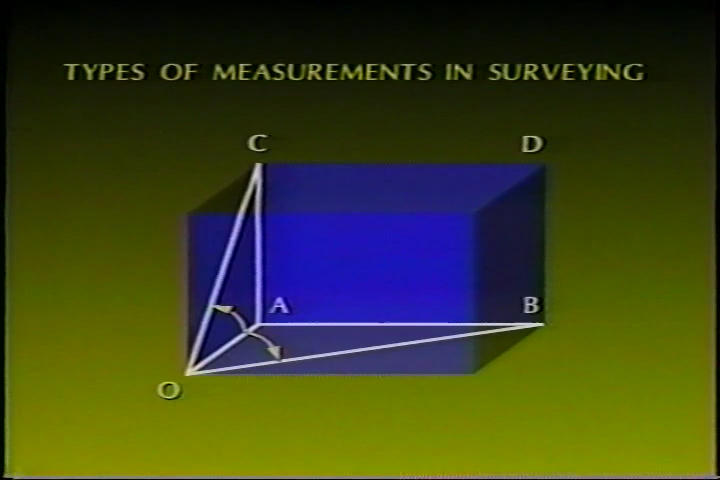 TYPES OF MEASUREMENTS IN SURVEYING
C D
A B
O